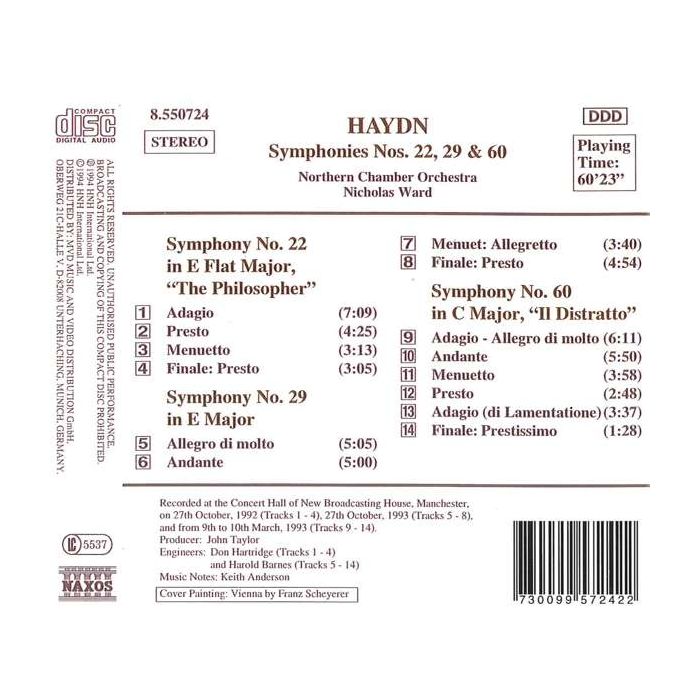 COMPACT
disc
DIGITAL AUDIO
8.550724
STEREO
HAYDN
Symphonies Nos. 22, 29 & 60
Northern Chamber Orchestra
Nicholas Ward
DDD
Playing
Time:
60'23"
Symphony No. 22
in E Flat Major,
“The Philosopher”
1 Adagio (7:09)
2 Presto (4:25)
3 Menuetto (3:13)
4 Finale: Presto (3:05)
Symphony No. 29
in E Major
5 Allegro di molto (5:05)
6 Andante (5:00)
7 Menuet: Allegretto (3:40)
8 Finale: Presto (4:54)
Symphony No. 60
in C Major, “Il Distratto”
9 Adagio - Allegro di molto (6:11)
10 Andante (5:50)
11 Menuetto (3:58)
12 Presto (2:48)
13 Adagio (di Lamentatione) (3:37)
14 Finale: Prestissimo (1:28)
Recorded at the Concert Hall of New Broadcasting House, Manchester,
on 27th October, 1992 (Tracks 1 - 4), 27th October, 1993 (Tracks 5 - 8),
and from 9th to 10th March, 1993 (Tracks 9 - 14).
Producer: John Taylor
Engineers: Don Hartridge (Tracks 1 - 4)
and Harold Barnes (Tracks 5 - 14)
Music Notes: Keith Anderson
Cover Painting: Vienna by Franz Scheyerer
ALL RIGHTS RESERVED. UNAUTHORISED PUBLIC PERFORMANCE,
BROADCASTING AND COPYING OF THIS COMPACT DISC PROHIBITED.
℗ 1994 HNH International Ltd.
© 1994 HNH International Ltd.
DISTRIBUTED BY: MVD MUSIC AND VIDEO DISTRIBUTION GmbH,
OBERWEG 21C-HALLE V. D-82008 UNTERHACHING, MUNICH, GERMANY.
LC 5537
NAXOS
730099 572422